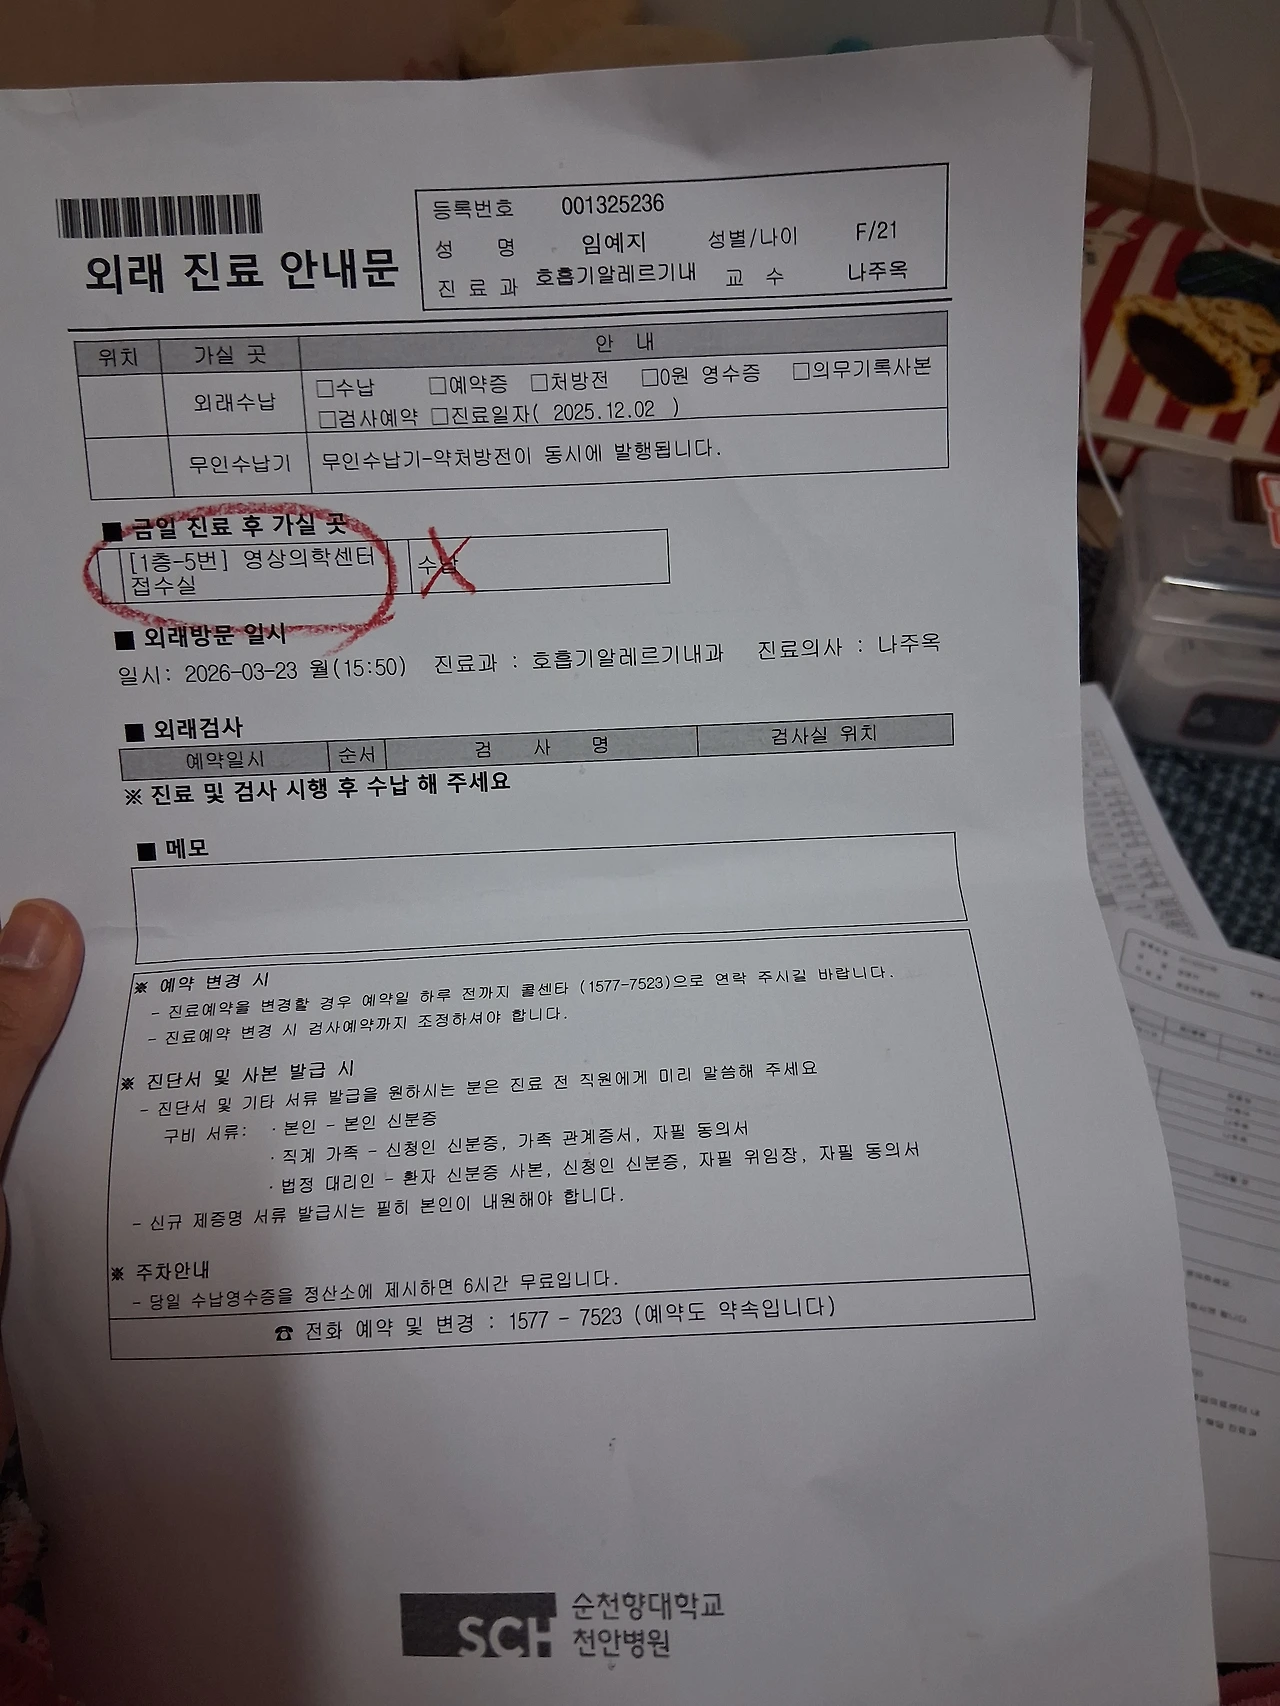 등록번호 001325236
성 명 임예지 성별/나이 F/21
진 료 과 호흡기알레르기내 교 수 나주옥
외래 진료 안내문
위치 가실 곳 안 내
외래수납 □수납 □예약증 □처방전 □0원 영수증 □의무기록사본
□검사예약 □진료일자( 2025.12.02 )
무인수납기 무인수납기-약처방전이 동시에 발행됩니다.
■ 금일 진료 후 가실 곳
[1층-5번] 영상의학센터 수납
접수실
■ 외래방문 일시
일시: 2026-03-23 월(15:50) 진료과 : 호흡기알레르기내과 진료의사 : 나주옥
■ 외래검사
예약일시 순서 검 사 명 검사실 위치
※ 진료 및 검사 시행 후 수납 해 주세요
■ 메모
※ 예약 변경 시
- 진료예약을 변경할 경우 예약일 하루 전까지 콜센타 (1577-7523)으로 연락 주시길 바랍니다.
- 진료예약 변경 시 검사예약까지 조정하셔야 합니다.
※ 진단서 및 사본 발급 시
- 진단서 및 기타 서류 발급을 원하시는 분은 진료 전 직원에게 미리 말씀해 주세요
구비 서류: · 본인 - 본인 신분증
· 직계 가족 - 신청인 신분증, 가족 관계증서, 자필 동의서
· 법정 대리인 - 환자 신분증 사본, 신청인 신분증, 자필 위임장, 자필 동의서
- 신규 제증명 서류 발급시는 필히 본인이 내원해야 합니다.
※ 주차안내
- 당일 수납영수증을 정산소에 제시하면 6시간 무료입니다.
☎ 전화 예약 및 변경 : 1577 - 7523 (예약도 약속입니다)
SCH 순천향대학교
천안병원